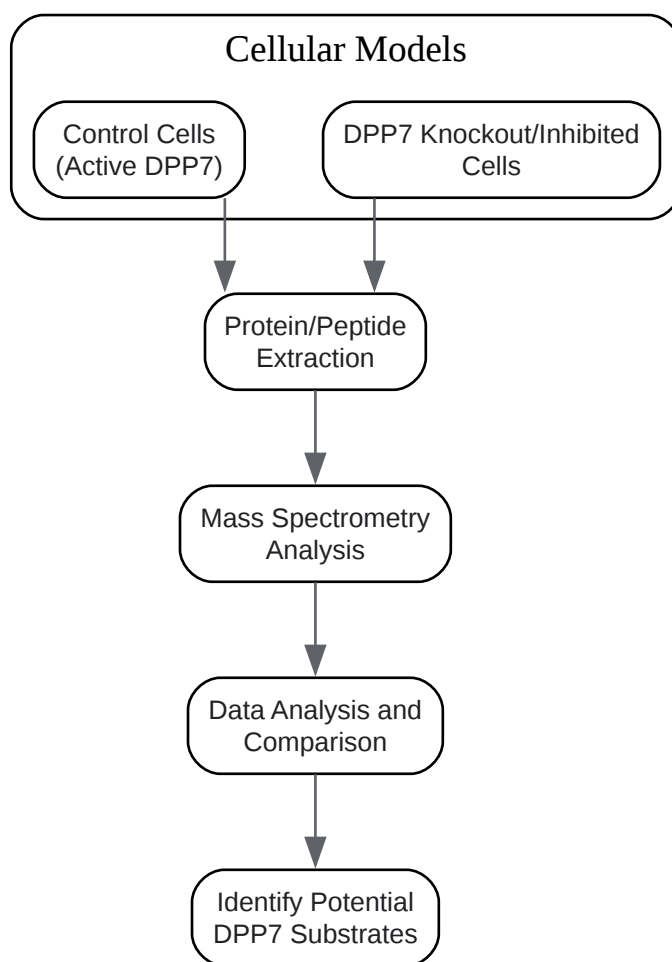 Cellular Models
Control Cells
(Active DPP7)
DPP7 Knockout/Inhibited
Cells
Protein/Peptide
Extraction
Mass Spectrometry
Analysis
Data Analysis and
Comparison
Identify Potential
DPP7 Substrates